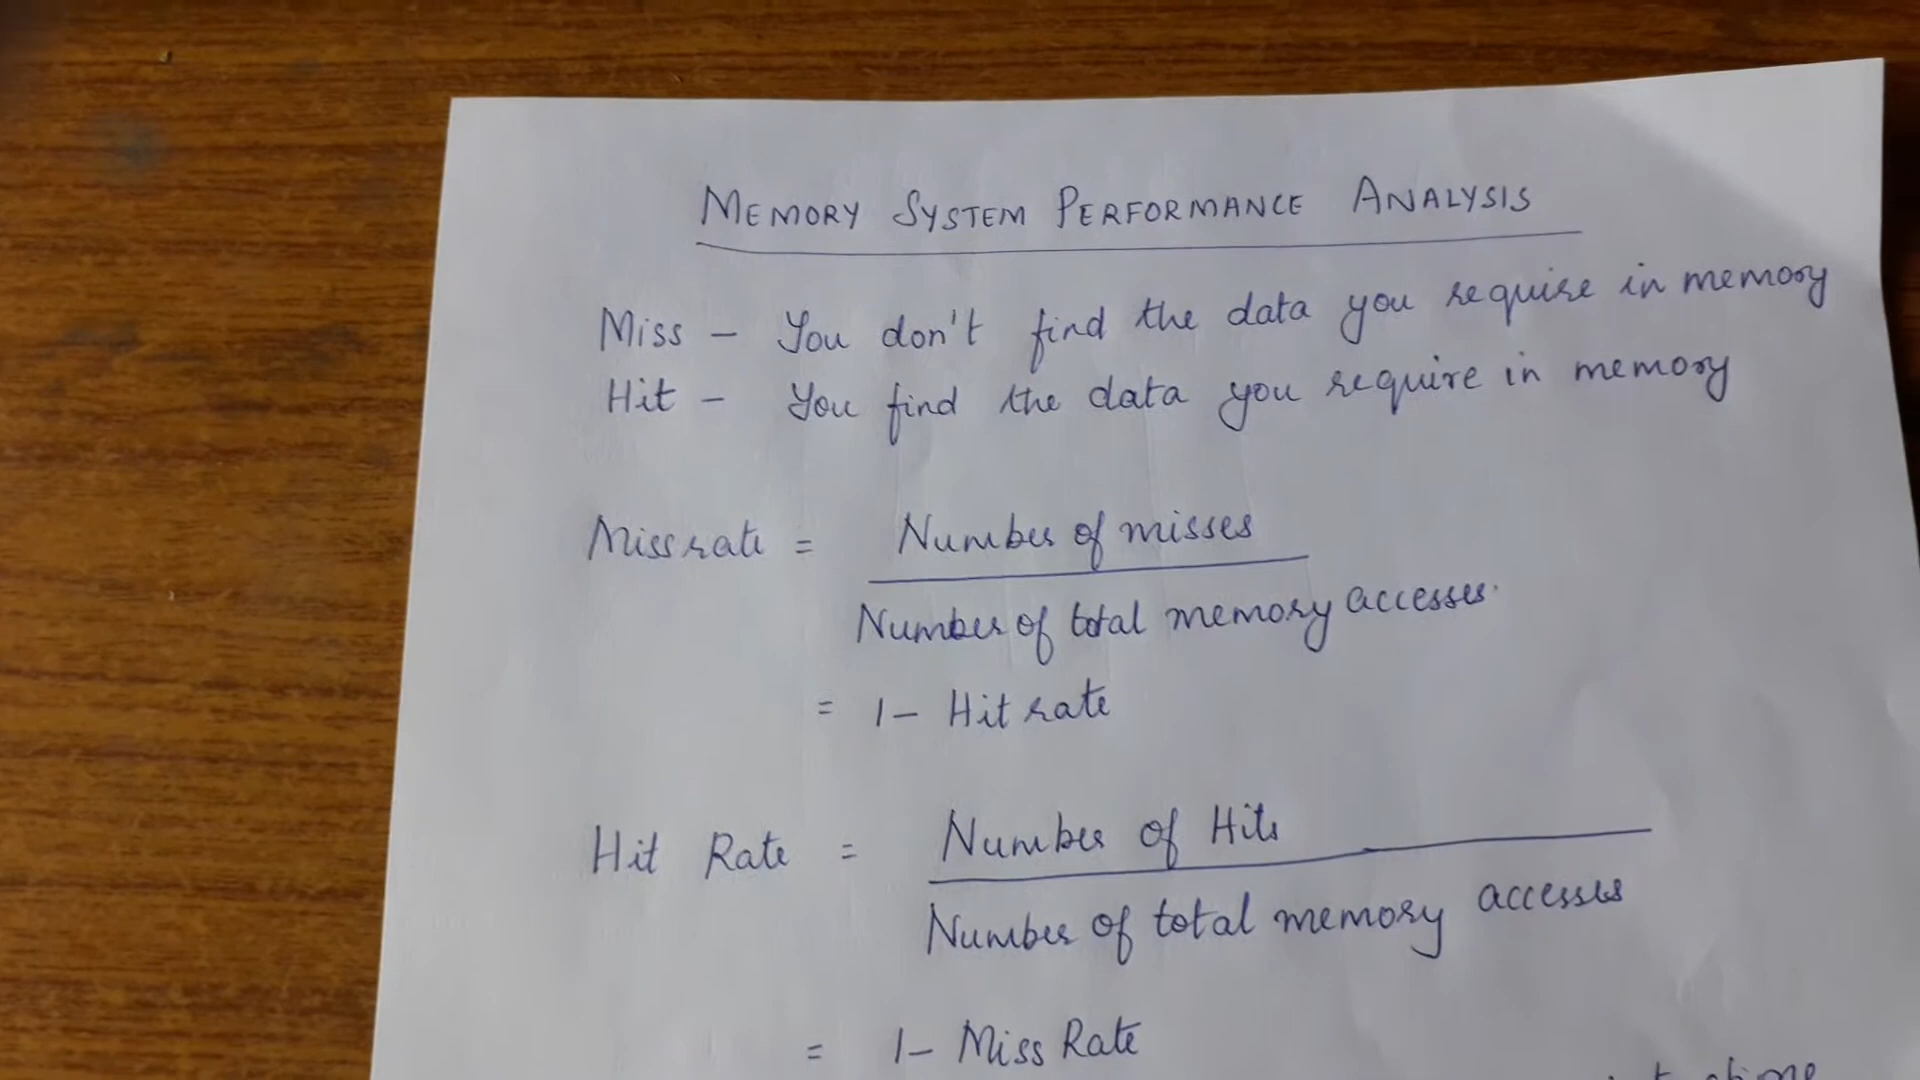 MEMORY SYSTEM PERFORMANCE ANALYSIS
Miss - You don't find the data you require in memory
Hit - You find the data you require in memory
Miss rate = Number of misses
Number of total memory accesses.
= 1 - Hit rate
Hit Rate = Number of Hits
Number of total memory accesses
= 1 - Miss Rate